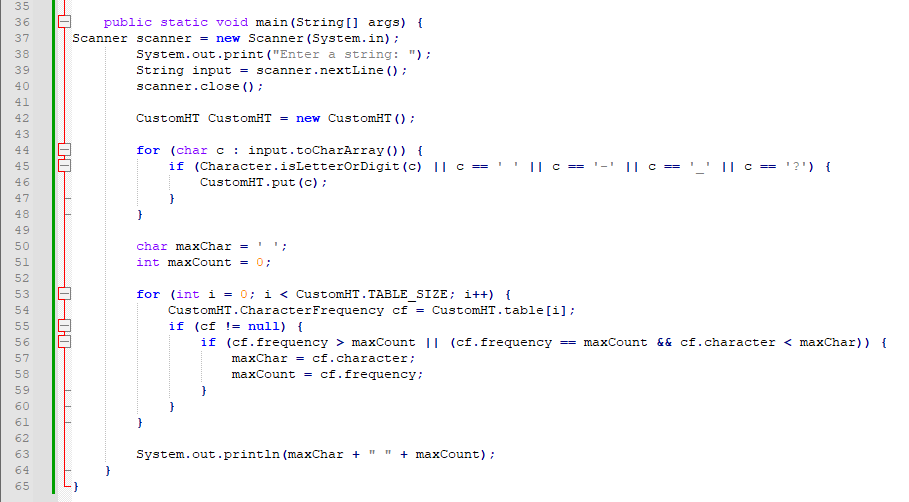 35
36 public static void main(String[] args) {
37 Scanner scanner = new Scanner(System.in);
38 System.out.print("Enter a string: ");
39 String input = scanner.nextLine();
40 scanner.close();
41
42 CustomHT CustomHT = new CustomHT();
43
44 for (char c : input.toCharArray()) {
45 if (Character.isLetterOrDigit(c) || c == ' ' || c == '-' || c == '_' || c == '?') {
46 CustomHT.put(c);
47 }
48 }
49
50 char maxChar = ' ';
51 int maxCount = 0;
52
53 for (int i = 0; i < CustomHT.TABLE_SIZE; i++) {
54 CustomHT.CharacterFrequency cf = CustomHT.table[i];
55 if (cf != null) {
56 if (cf.frequency > maxCount || (cf.frequency == maxCount && cf.character < maxChar)) {
57 maxChar = cf.character;
58 maxCount = cf.frequency;
59 }
60 }
61 }
62
63 System.out.println(maxChar + " " + maxCount);
64 }
65 }